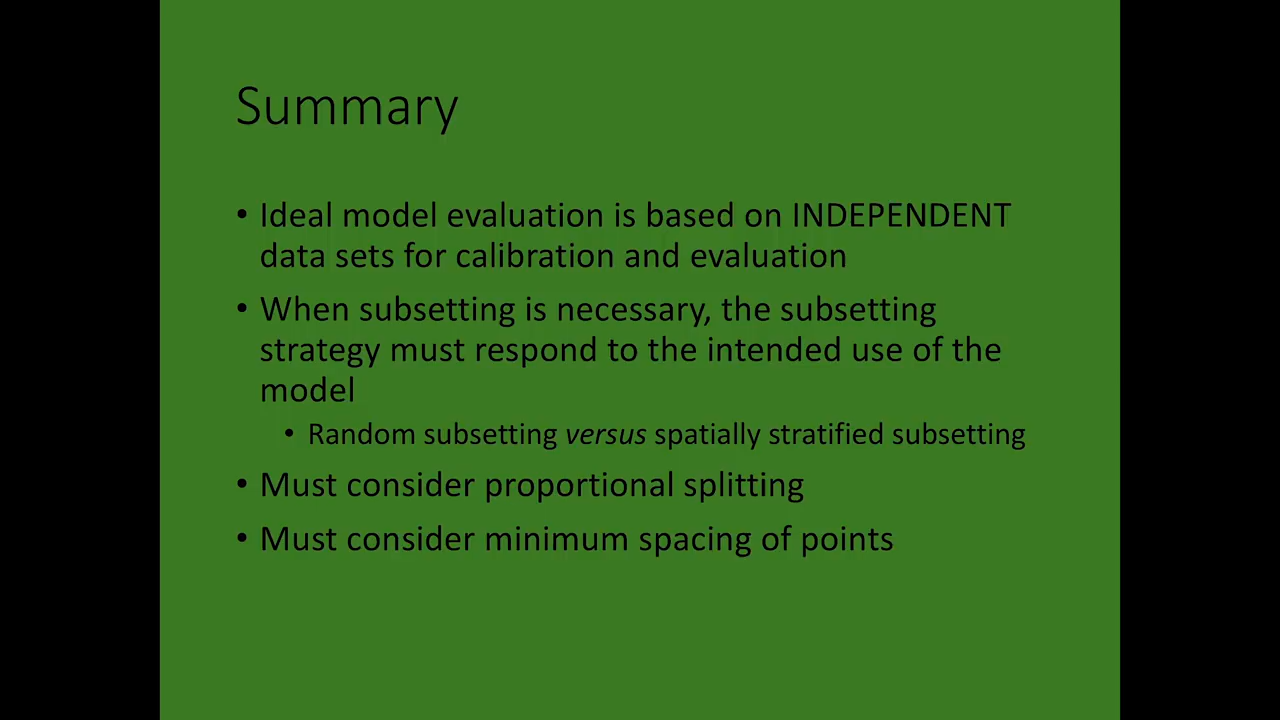 Summary
• Ideal model evaluation is based on INDEPENDENT
data sets for calibration and evaluation
• When subsetting is necessary, the subsetting
strategy must respond to the intended use of the
model
• Random subsetting versus spatially stratified subsetting
• Must consider proportional splitting
• Must consider minimum spacing of points